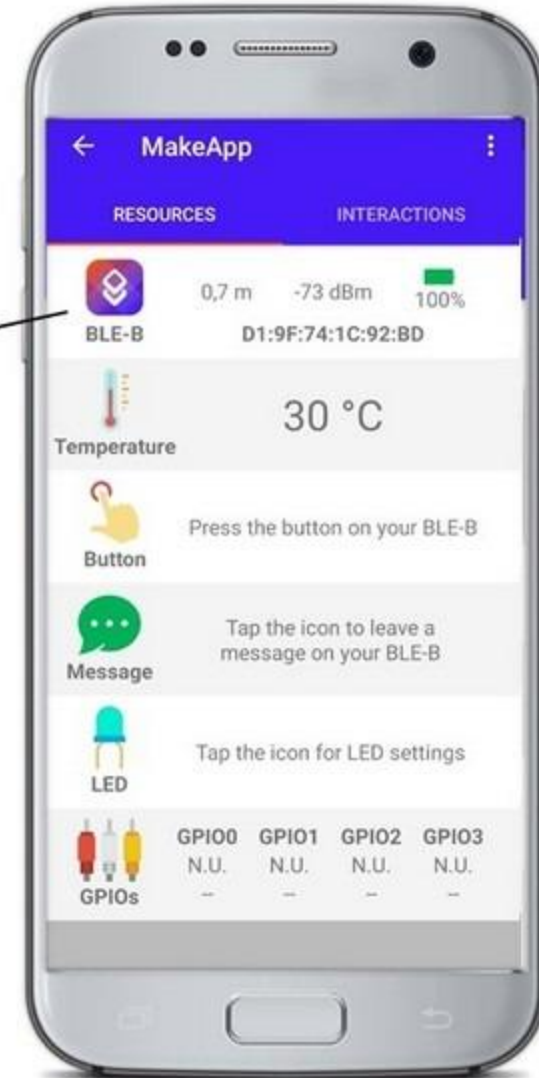 MakeApp
RESOURCES INTERACTIONS
0,7 m -73 dBm 100%
BLE-B D1:9F:74:1C:92:BD
30 °C
Temperature
Press the button on your BLE-B
Button
Tap the icon to leave a
message on your BLE-B
Message
Tap the icon for LED settings
LED
GPIO0 GPIO1 GPIO2 GPIO3
N.U. N.U. N.U. N.U.
-- -- -- --
GPIOs